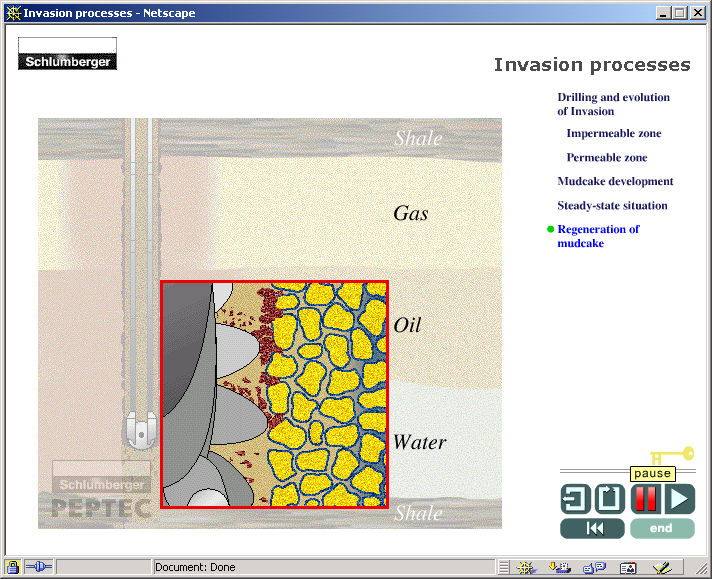 Invasion processes - Netscape
Schlumberger
Invasion processes
Drilling and evolution
of Invasion
Impermeable zone
Permeable zone
Mudcake development
Steady-state situation
Regeneration of
mudcake
Shale
Gas
Oil
Water
Shale
Schlumberger
PEPTEC
pause
end
Document: Done